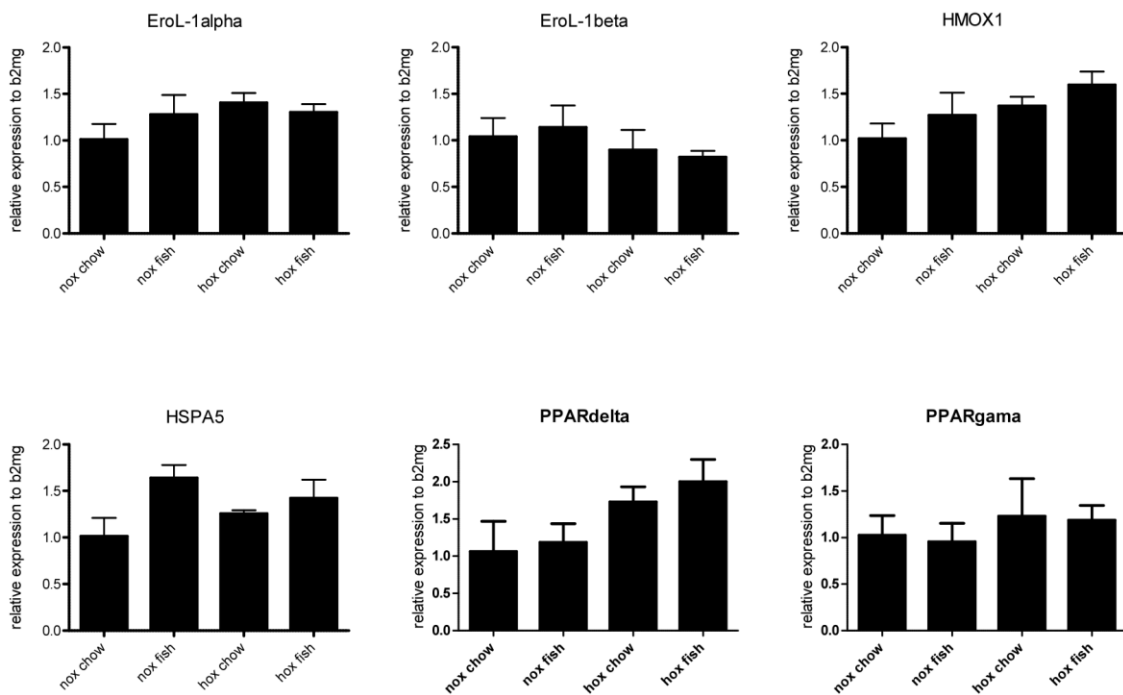 EroL-1alpha
relative expression to b2mg
2.0
1.5
1.0
0.5
0.0
nox chow
nox fish
hox chow
hox fish
EroL-1beta
relative expression to b2mg
2.0
1.5
1.0
0.5
0.0
nox chow
nox fish
hox chow
hox fish
HMOX1
relative expression to b2mg
2.0
1.5
1.0
0.5
0.0
nox chow
nox fish
hox chow
hox fish
HSPA5
relative expression to b2mg
2.0
1.5
1.0
0.5
0.0
nox chow
nox fish
hox chow
hox fish
PPARdelta
relative expression to b2mg
2.5
2.0
1.5
1.0
0.5
0.0
nox chow
nox fish
hox chow
hox fish
PPARgama
relative expression to b2mg
2.0
1.5
1.0
0.5
0.0
nox chow
nox fish
hox chow
hox fish